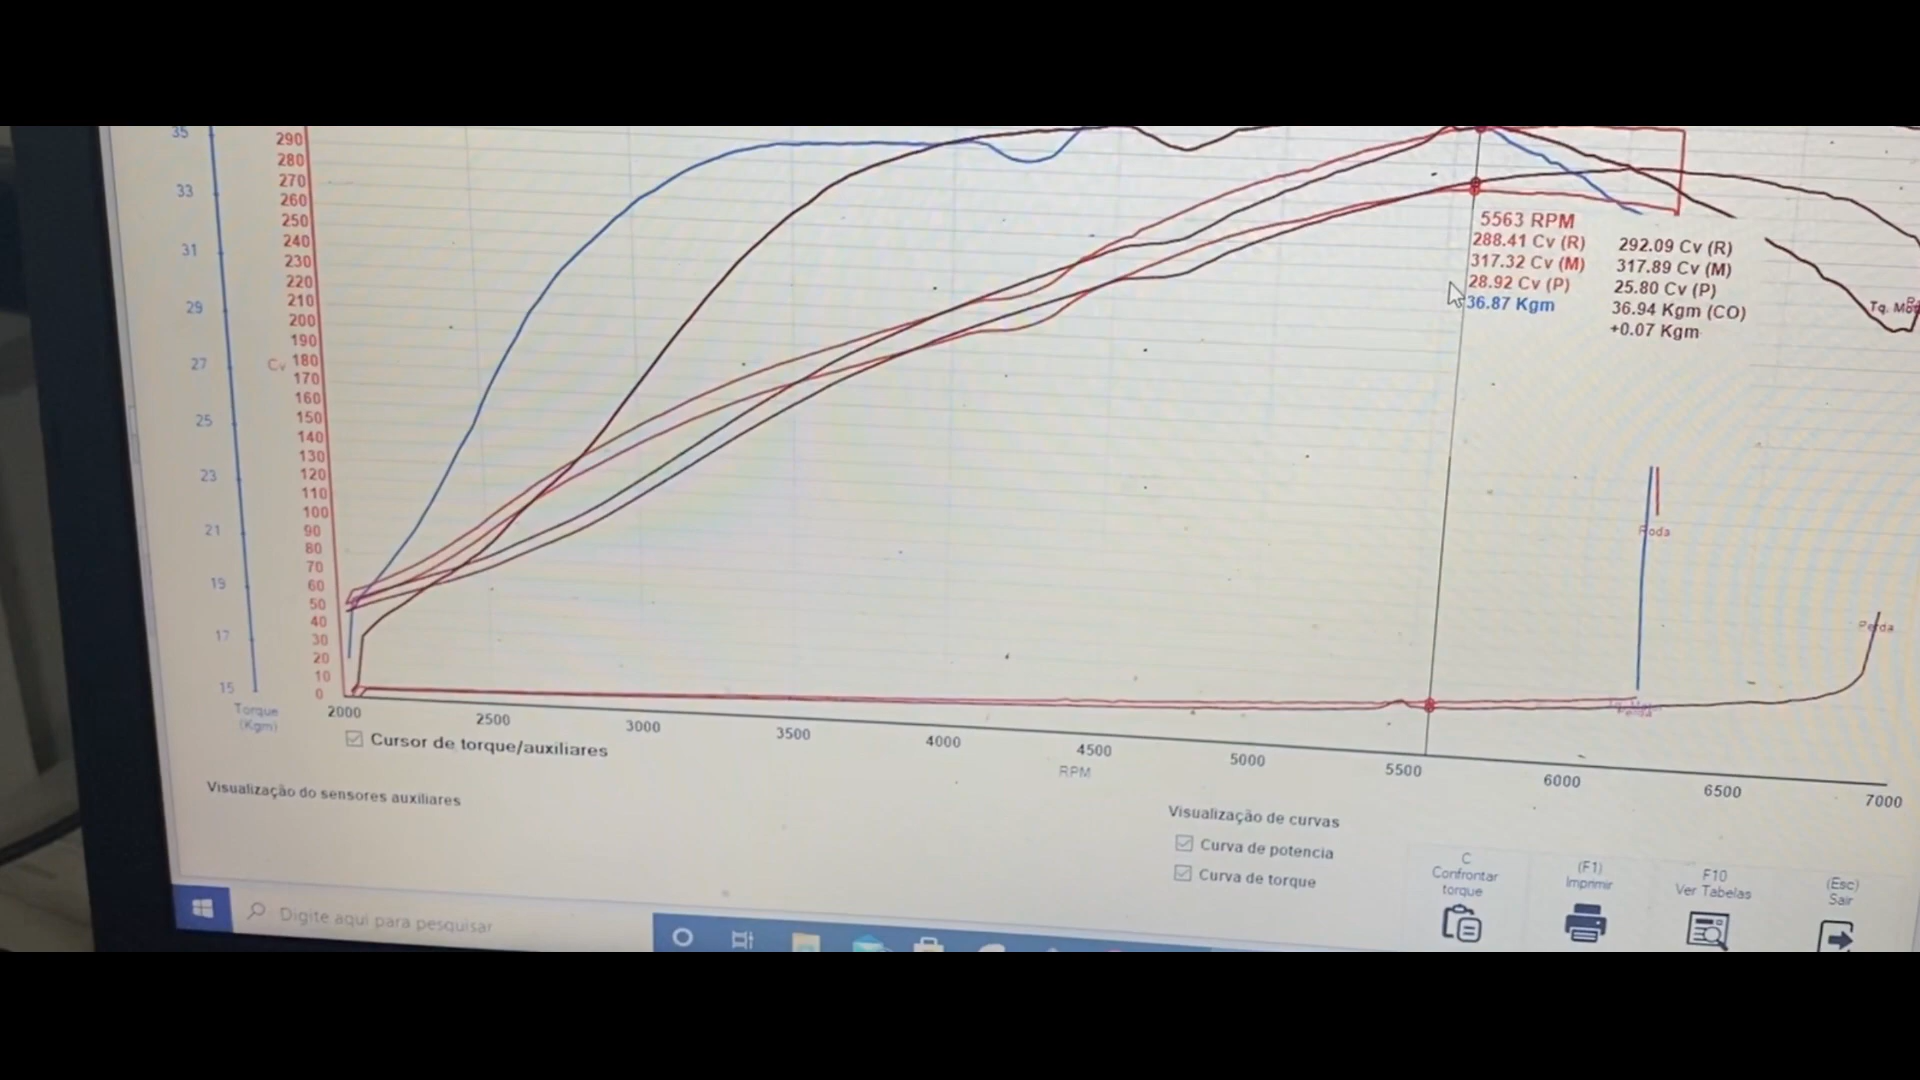 35
33
31
29
27
25
23
21
19
17
15
Torque
(Kgm)
290
280
270
260
250
240
230
220
210
200
190
Cv 180
170
160
150
140
130
120
110
100
90
80
70
60
50
40
30
20
10
0
5563 RPM
288.41 Cv (R)
317.32 Cv (M)
28.92 Cv (P)
36.87 Kgm
292.09 Cv (R)
317.89 Cv (M)
25.80 Cv (P)
36.94 Kgm (CO)
+0.07 Kgm
Tq.
Roda
Perda
Perda
2000
2500
3000
3500
4000
4500
5000
5500
6000
6500
7000
RPM
Cursor de torque/auxiliares
Visualização do sensores auxiliares
Visualização de curvas
Curva de potencia
Curva de torque
C
Confrontar
torque
(F1)
Imprimir
F10
Ver Tabelas
(Esc)
Sair
Digite aqui para pesquisar